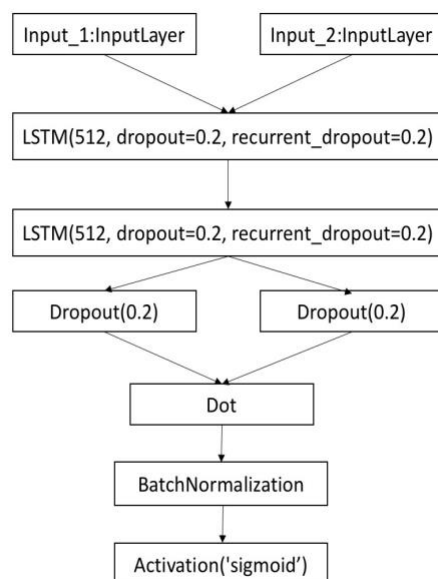 Input_1:InputLayer
Input_2:InputLayer
LSTM(512, dropout=0.2, recurrent_dropout=0.2)
LSTM(512, dropout=0.2, recurrent_dropout=0.2)
Dropout(0.2)
Dropout(0.2)
Dot
BatchNormalization
Activation('sigmoid’)